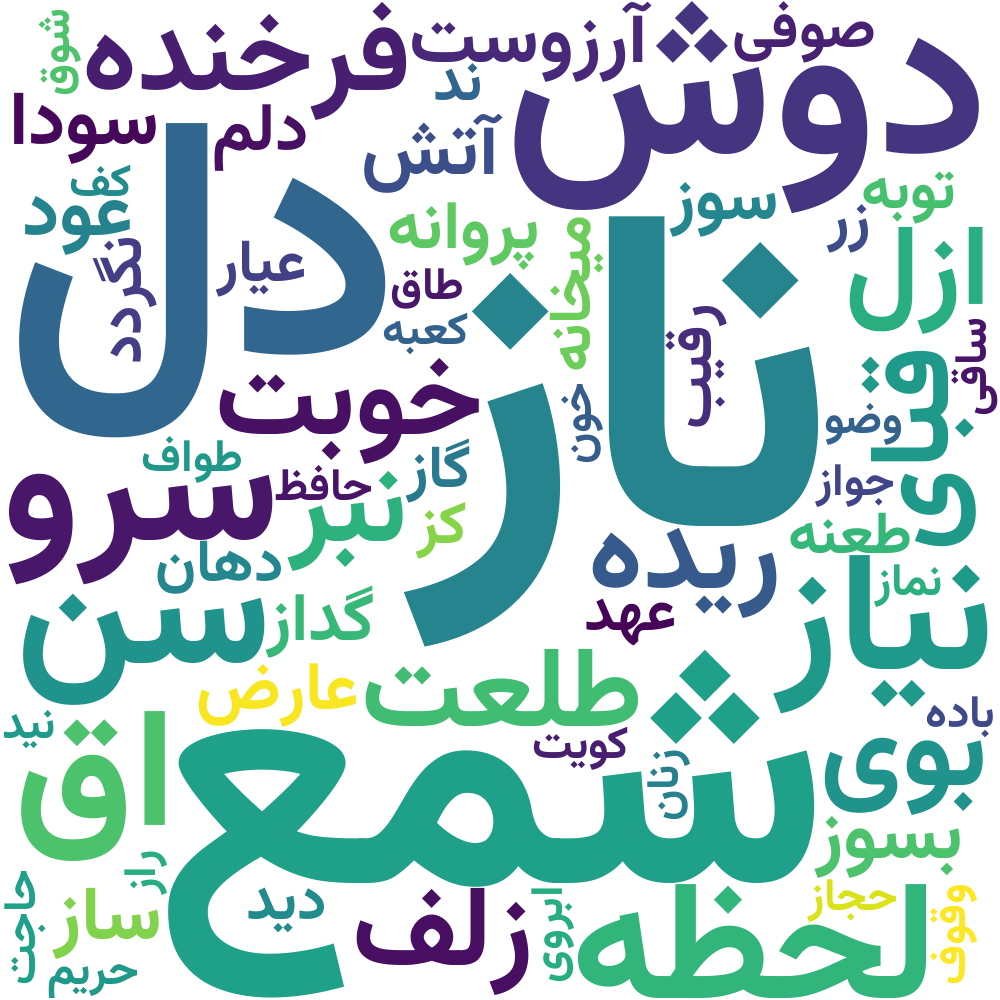 صوفی
آرزوست
فرخنده
شوق
دوش
ند
سودا
دلم
آتش
دل
کف
عود
سوز
توبه
زر
پروانه
میخانه
نگردد
عیار
طاق
کعبه
ناز
ازل
رقیب
ساقی
قبای
خوبت
خون
وضو
طواف
گاز
حافظ
سرو
نبر
کز
جواز
طعنه
ریده
دهان
نماز
سن
گداز
عهد
نیاز
عارض
طلعت
باده
نید
کویت
اق
شمع
زنان
بوی
بسوز
راز
حاجت
ساز
دید
زلف
ابروی
لحظه
حجاز
وقوف
حریم